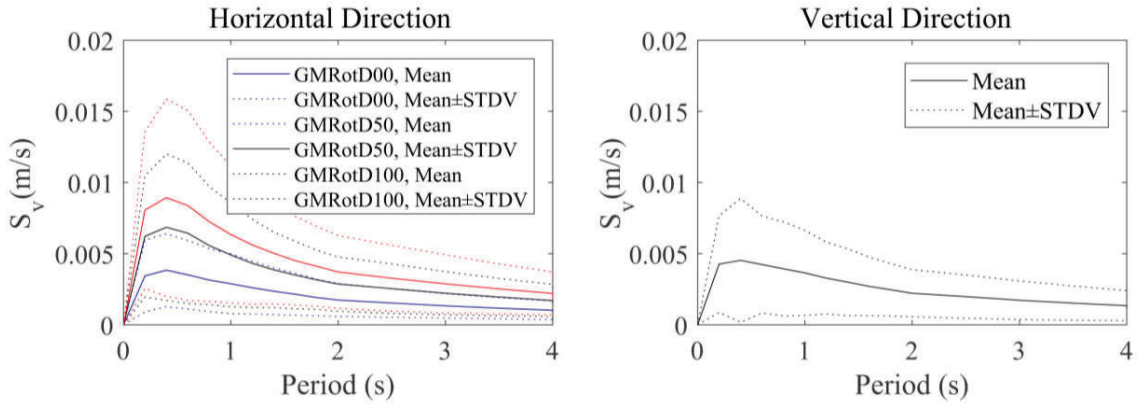 Horizontal Direction
0.02
0.015
0.01
0.005
0
S_v (m/s)
GMRotD00, Mean
GMRotD00, Mean±STDV
GMRotD50, Mean
GMRotD50, Mean±STDV
GMRotD100, Mean
GMRotD100, Mean±STDV
0 1 2 3 4
Period (s)
Vertical Direction
0.02
0.015
0.01
0.005
0
S_v (m/s)
Mean
Mean±STDV
0 1 2 3 4
Period (s)